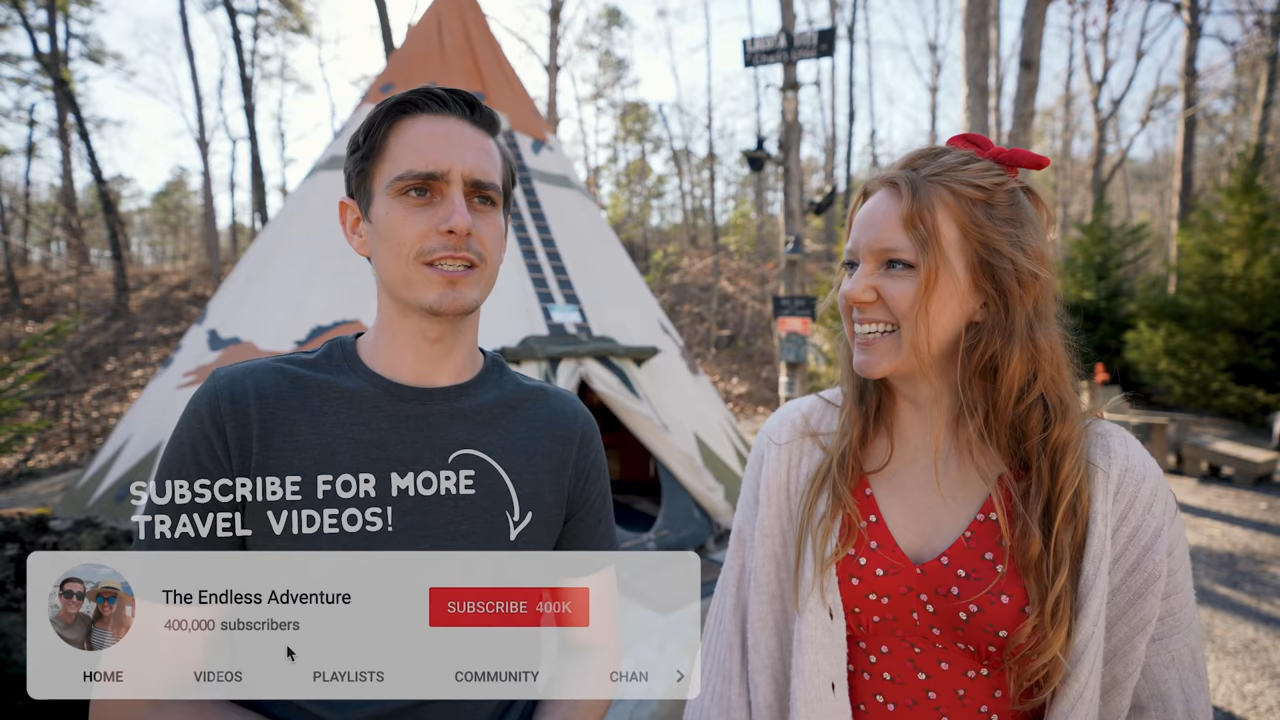 SUBSCRIBE FOR MORE
TRAVEL VIDEOS!
The Endless Adventure
400,000 subscribers
SUBSCRIBE 400K
HOME VIDEOS PLAYLISTS COMMUNITY CHAN